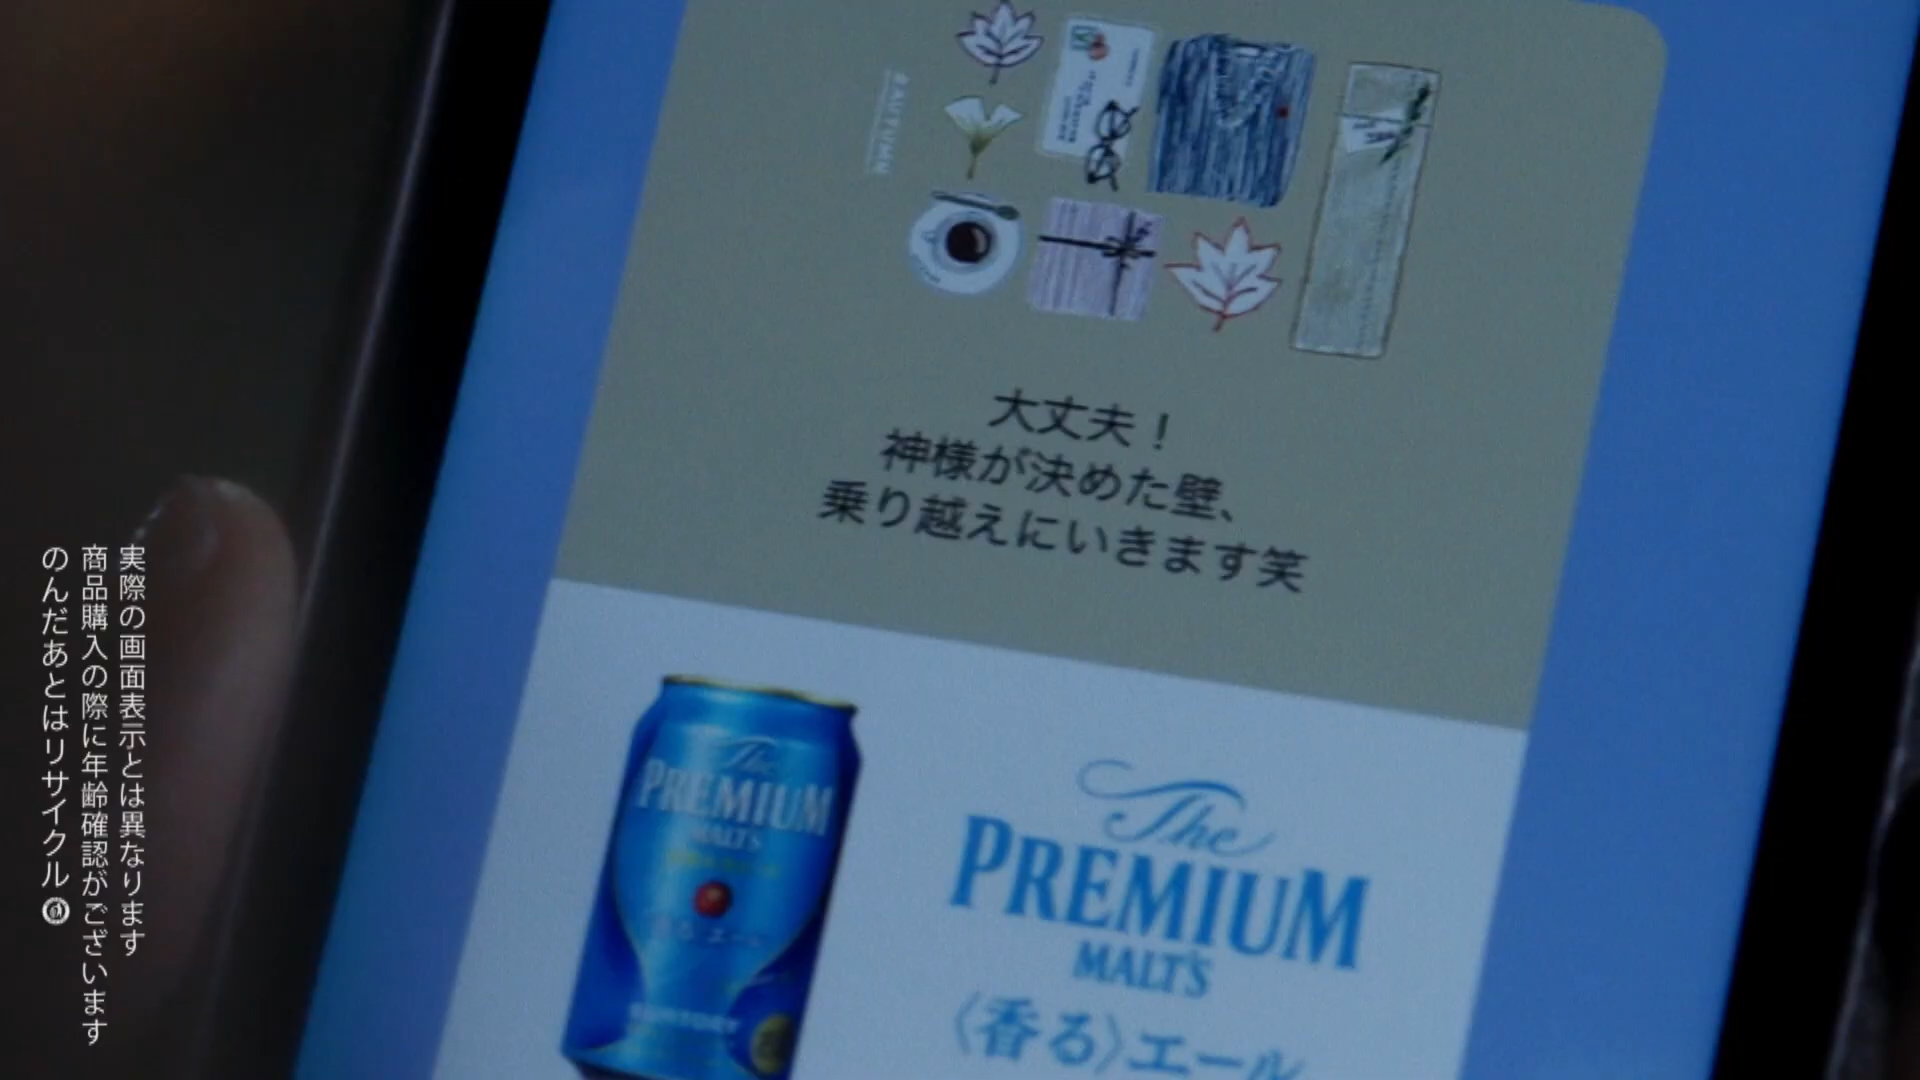 #AUTUMN
大丈夫！
神様が決めた壁、
乗り越えにいきます笑
The
PREMIUM
MALT'S
SUNTORY
The
PREMIUM
MALT'S
〈香る〉エール
実際の画面表示とは異なります
商品購入の際に年齢確認がございます
のんだあとはリサイクル